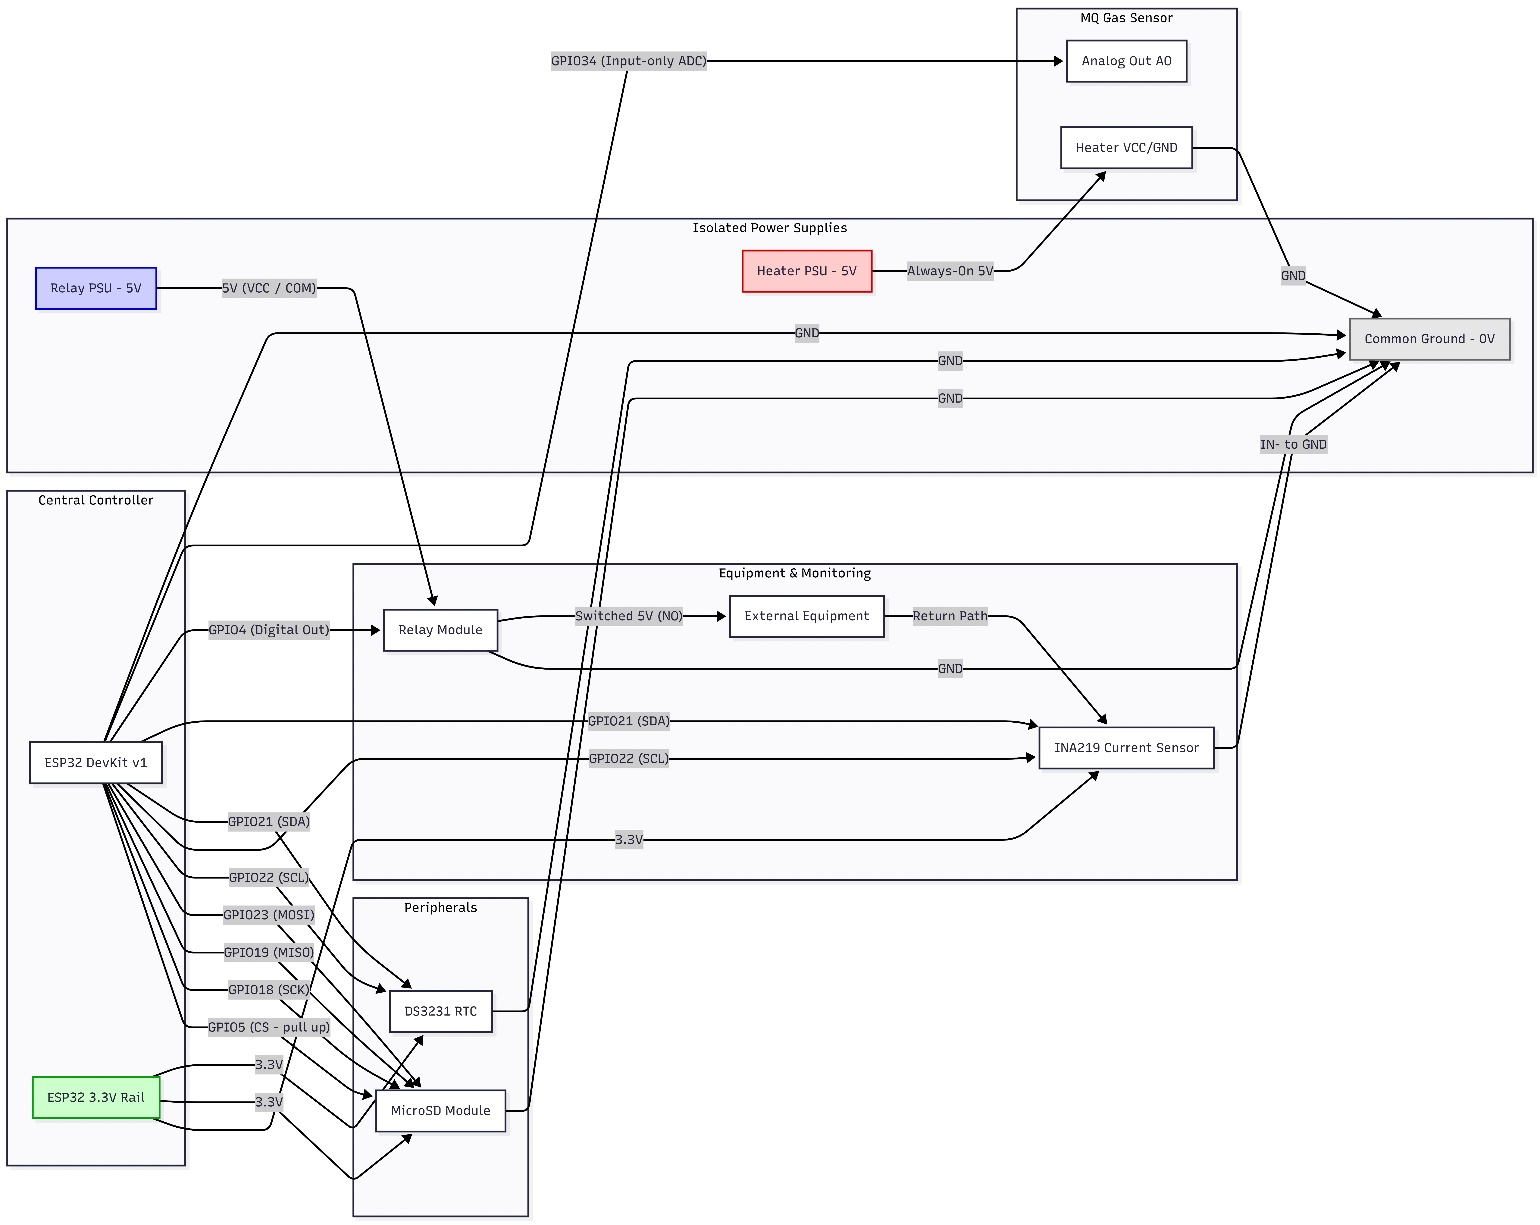 MQ Gas Sensor
GPIO34 (Input-only ADC)
Analog Out AO
Heater VCC/GND
Isolated Power Supplies
Relay PSU - 5V
5V (VCC / COM)
Heater PSU - 5V
Always-On 5V
GND
GND
Common Ground - 0V
GND
GND
IN- to GND
Central Controller
Equipment & Monitoring
GPIO4 (Digital Out)
Relay Module
Switched 5V (NO)
External Equipment
Return Path
GND
GPIO21 (SDA)
ESP32 DevKit v1
INA219 Current Sensor
GPIO22 (SCL)
GPIO21 (SDA)
3.3V
GPIO22 (SCL)
Peripherals
GPIO23 (MOSI)
GPIO19 (MISO)
GPIO18 (SCK)
DS3231 RTC
GPIO5 (CS - pull up)
3.3V
ESP32 3.3V Rail
3.3V
MicroSD Module